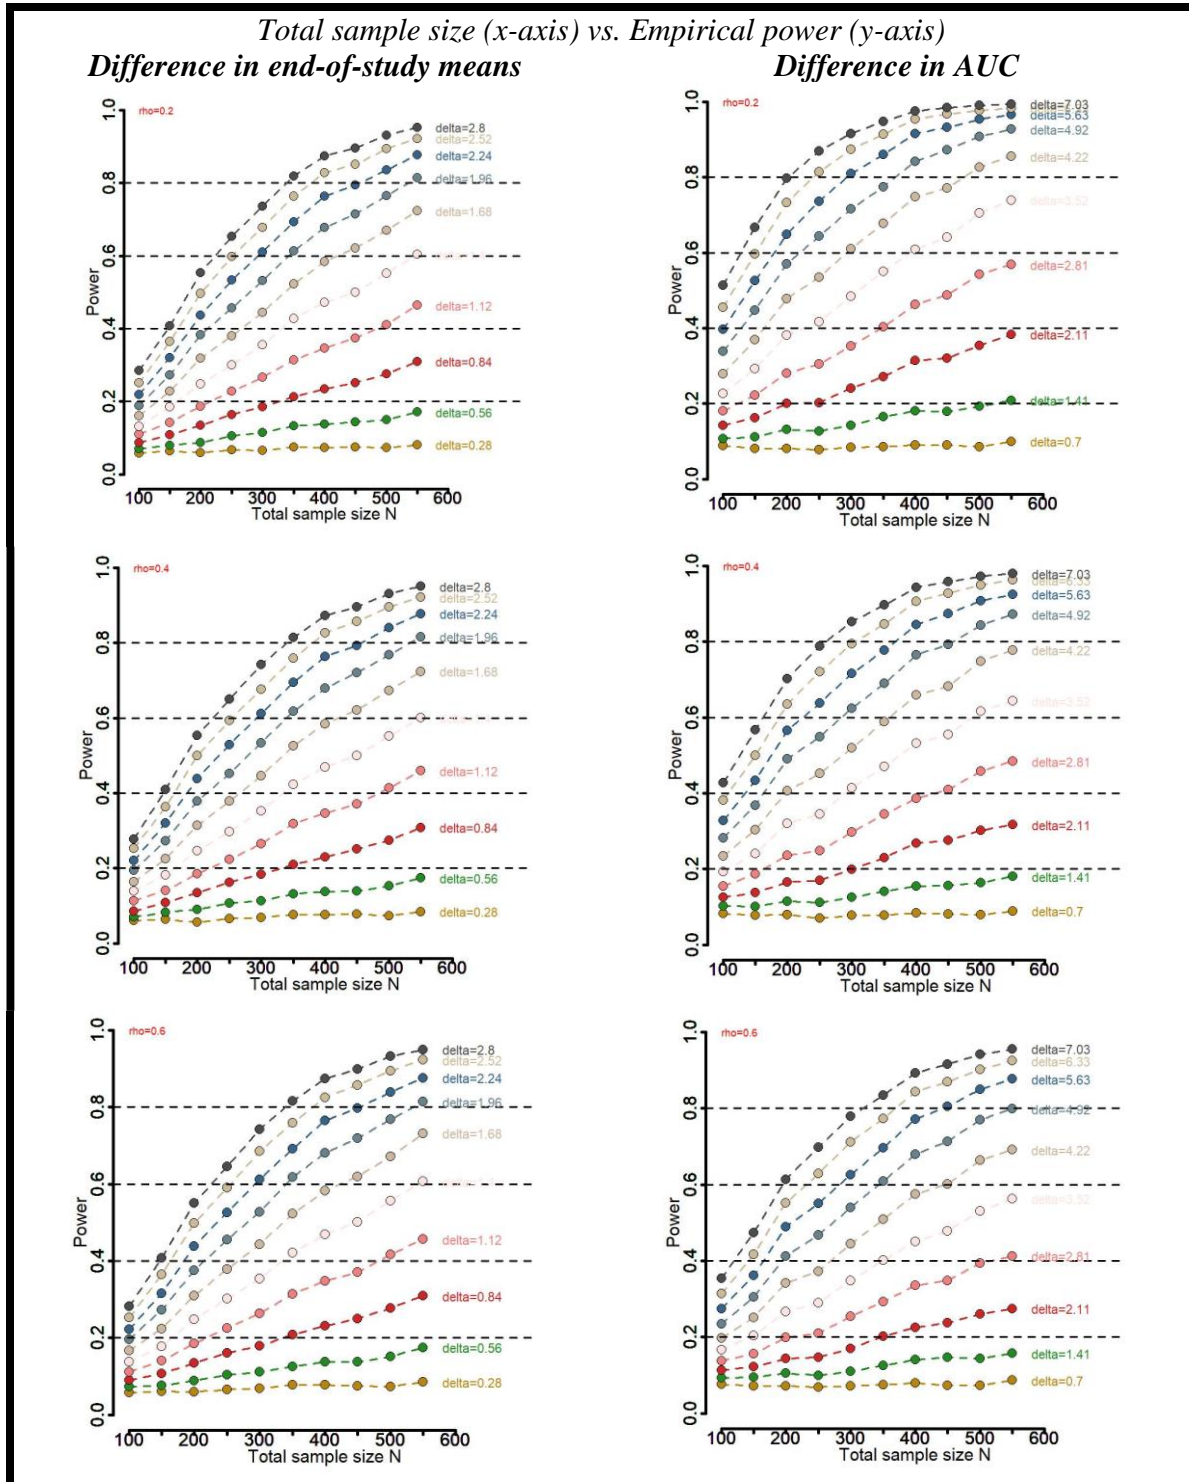 Total sample size (x-axis) vs. Empirical power (y-axis)
Difference in end-of-study means
Difference in AUC
rho=0.2
Power
0.0 0.2 0.4 0.6 0.8 1.0
delta=2.8
delta=2.52
delta=2.24
delta=1.96
delta=1.68
delta=1.12
delta=0.84
delta=0.56
delta=0.28
100 200 300 400 500 600
Total sample size N
rho=0.2
Power
0.0 0.2 0.4 0.6 0.8 1.0
delta=7.03
delta=5.63
delta=4.92
delta=4.22
delta=3.52
delta=2.81
delta=2.11
delta=1.41
delta=0.7
100 200 300 400 500 600
Total sample size N
rho=0.4
Power
0.0 0.2 0.4 0.6 0.8 1.0
delta=2.8
delta=2.52
delta=2.24
delta=1.96
delta=1.68
delta=1.12
delta=0.84
delta=0.56
delta=0.28
100 200 300 400 500 600
Total sample size N
rho=0.4
Power
0.0 0.2 0.4 0.6 0.8 1.0
delta=7.03
delta=6.33
delta=5.63
delta=4.92
delta=4.22
delta=3.52
delta=2.81
delta=2.11
delta=1.41
delta=0.7
100 200 300 400 500 600
Total sample size N
rho=0.6
Power
0.0 0.2 0.4 0.6 0.8 1.0
delta=2.8
delta=2.52
delta=2.24
delta=1.96
delta=1.68
delta=1.12
delta=0.84
delta=0.56
delta=0.28
100 200 300 400 500 600
Total sample size N
rho=0.6
Power
0.0 0.2 0.4 0.6 0.8 1.0
delta=7.03
delta=6.33
delta=5.63
delta=4.92
delta=4.22
delta=3.52
delta=2.81
delta=2.11
delta=1.41
delta=0.7
100 200 300 400 500 600
Total sample size N